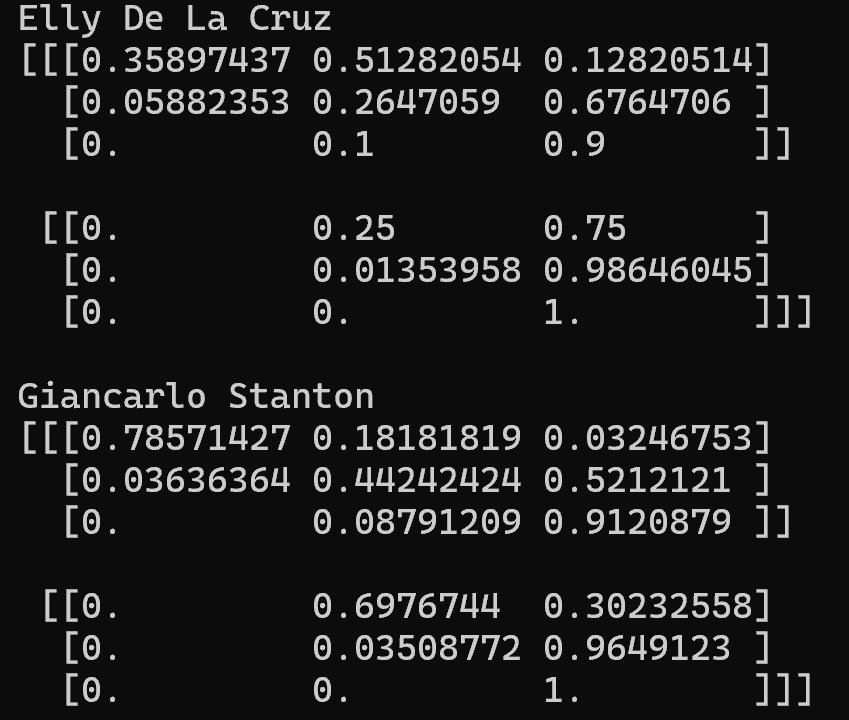 Elly De La Cruz
[[[0.35897437 0.51282054 0.12820514]
  [0.05882353 0.2647059  0.6764706 ]
  [0.         0.1        0.9       ]]
 [[0.         0.25       0.75      ]
  [0.         0.01353958 0.98646045]
  [0.         0.         1.        ]]]
Giancarlo Stanton
[[[0.78571427 0.18181819 0.03246753]
  [0.03636364 0.44242424 0.5212121 ]
  [0.         0.08791209 0.9120879 ]]
 [[0.         0.6976744  0.30232558]
  [0.         0.03508772 0.9649123 ]
  [0.         0.         1.        ]]]